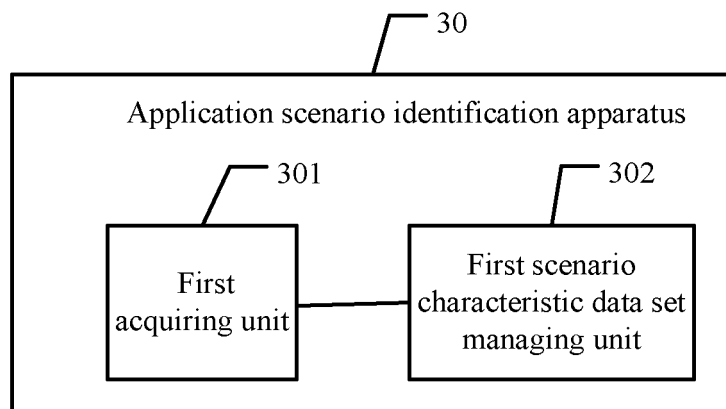 30
Application scenario identification apparatus
301
302
First
acquiring unit
First scenario
characteristic data set
managing unit